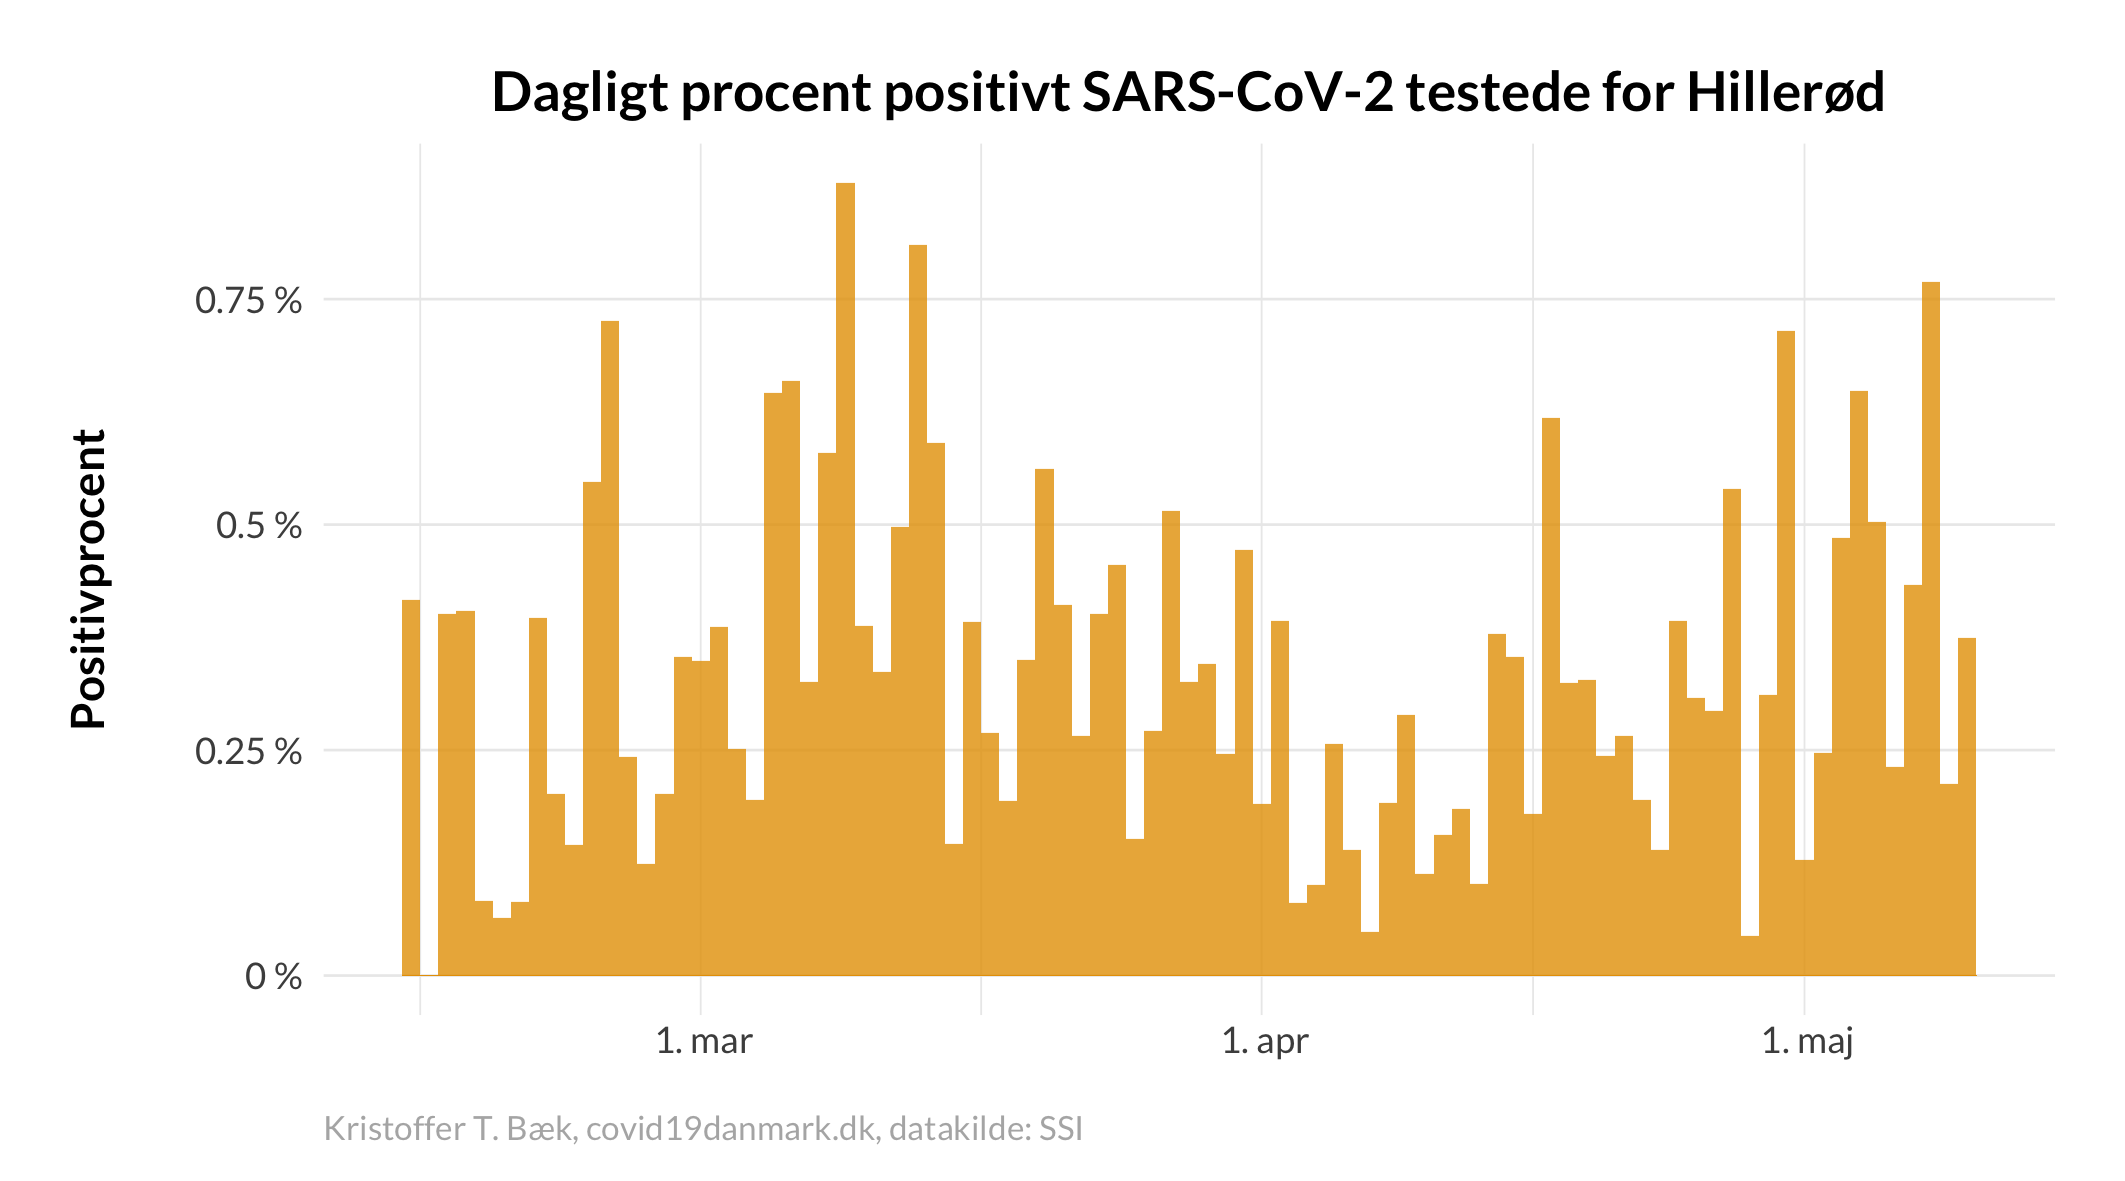 Dagligt procent positivt SARS-CoV-2 testede for Hillerød
Positivprocent
0.75 %
0.5 %
0.25 %
0 %
1. mar
1. apr
1. maj
Kristoffer T. Bæk, covid19danmark.dk, datakilde: SSI